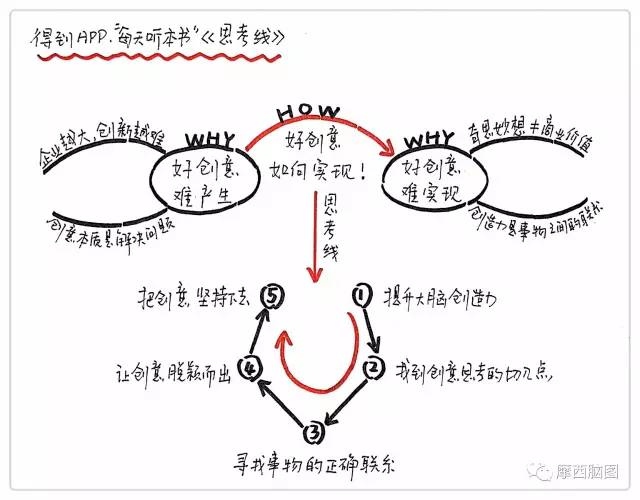 得到APP."每天听本书"《思考线》
企业越大,创新越难
WHY
好创意
难产生
创意本质是解决问题
HOW
好创意
如何实现!
WHY
好创意
难实现
奇思妙想≠商业价值
创造力是事物之间的联系
思考线
① 提升大脑创造力
② 找到创意思考的切入点
③
寻找事物的正确联系
④ 让创意脱颖而出
⑤ 把创意坚持下去
摩西脑图